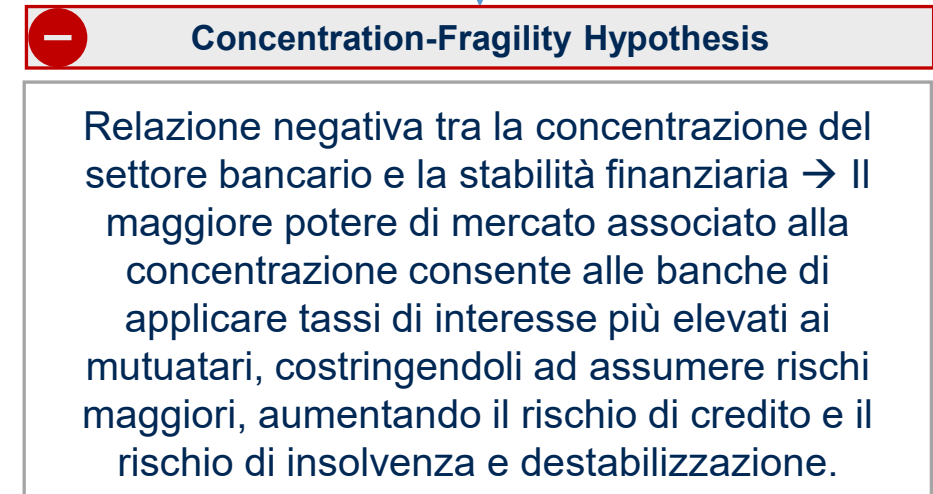 Concentration-Fragility Hypothesis
Relazione negativa tra la concentrazione del
settore bancario e la stabilità finanziaria → Il
maggiore potere di mercato associato alla
concentrazione consente alle banche di
applicare tassi di interesse più elevati ai
mutuatari, costringendoli ad assumere rischi
maggiori, aumentando il rischio di credito e il
rischio di insolvenza e destabilizzazione.